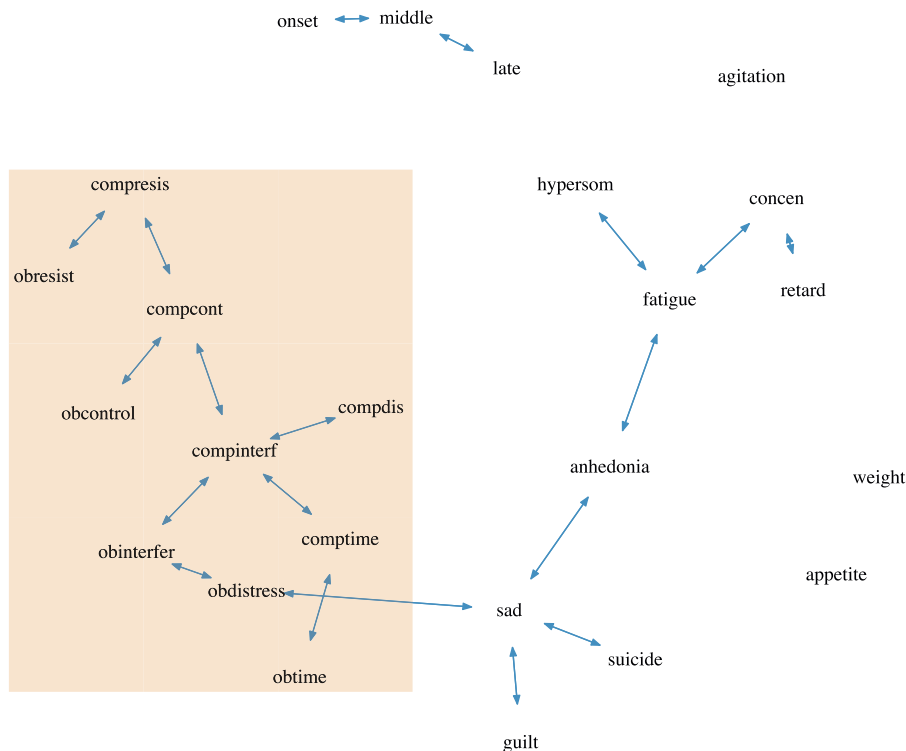 onset
middle
late
agitation
compresis
hypersom
concen
obresist
retard
fatigue
compcont
compdis
obcontrol
compinterf
anhedonia
weight
comptime
obinterfer
appetite
obdistress
sad
suicide
obtime
guilt